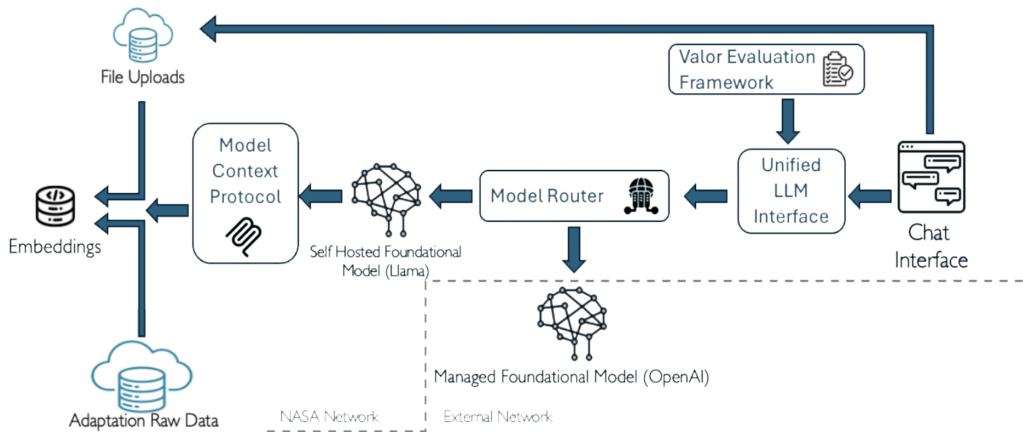 File Uploads
Valor Evaluation
Framework
Model
Context
Protocol
Unified
LLM
Interface
Model Router
Embeddings
Self Hosted Foundational
Model (Llama)
Chat
Interface
Managed Foundational Model (OpenAI)
Adaptation Raw Data
NASA Network
External Network